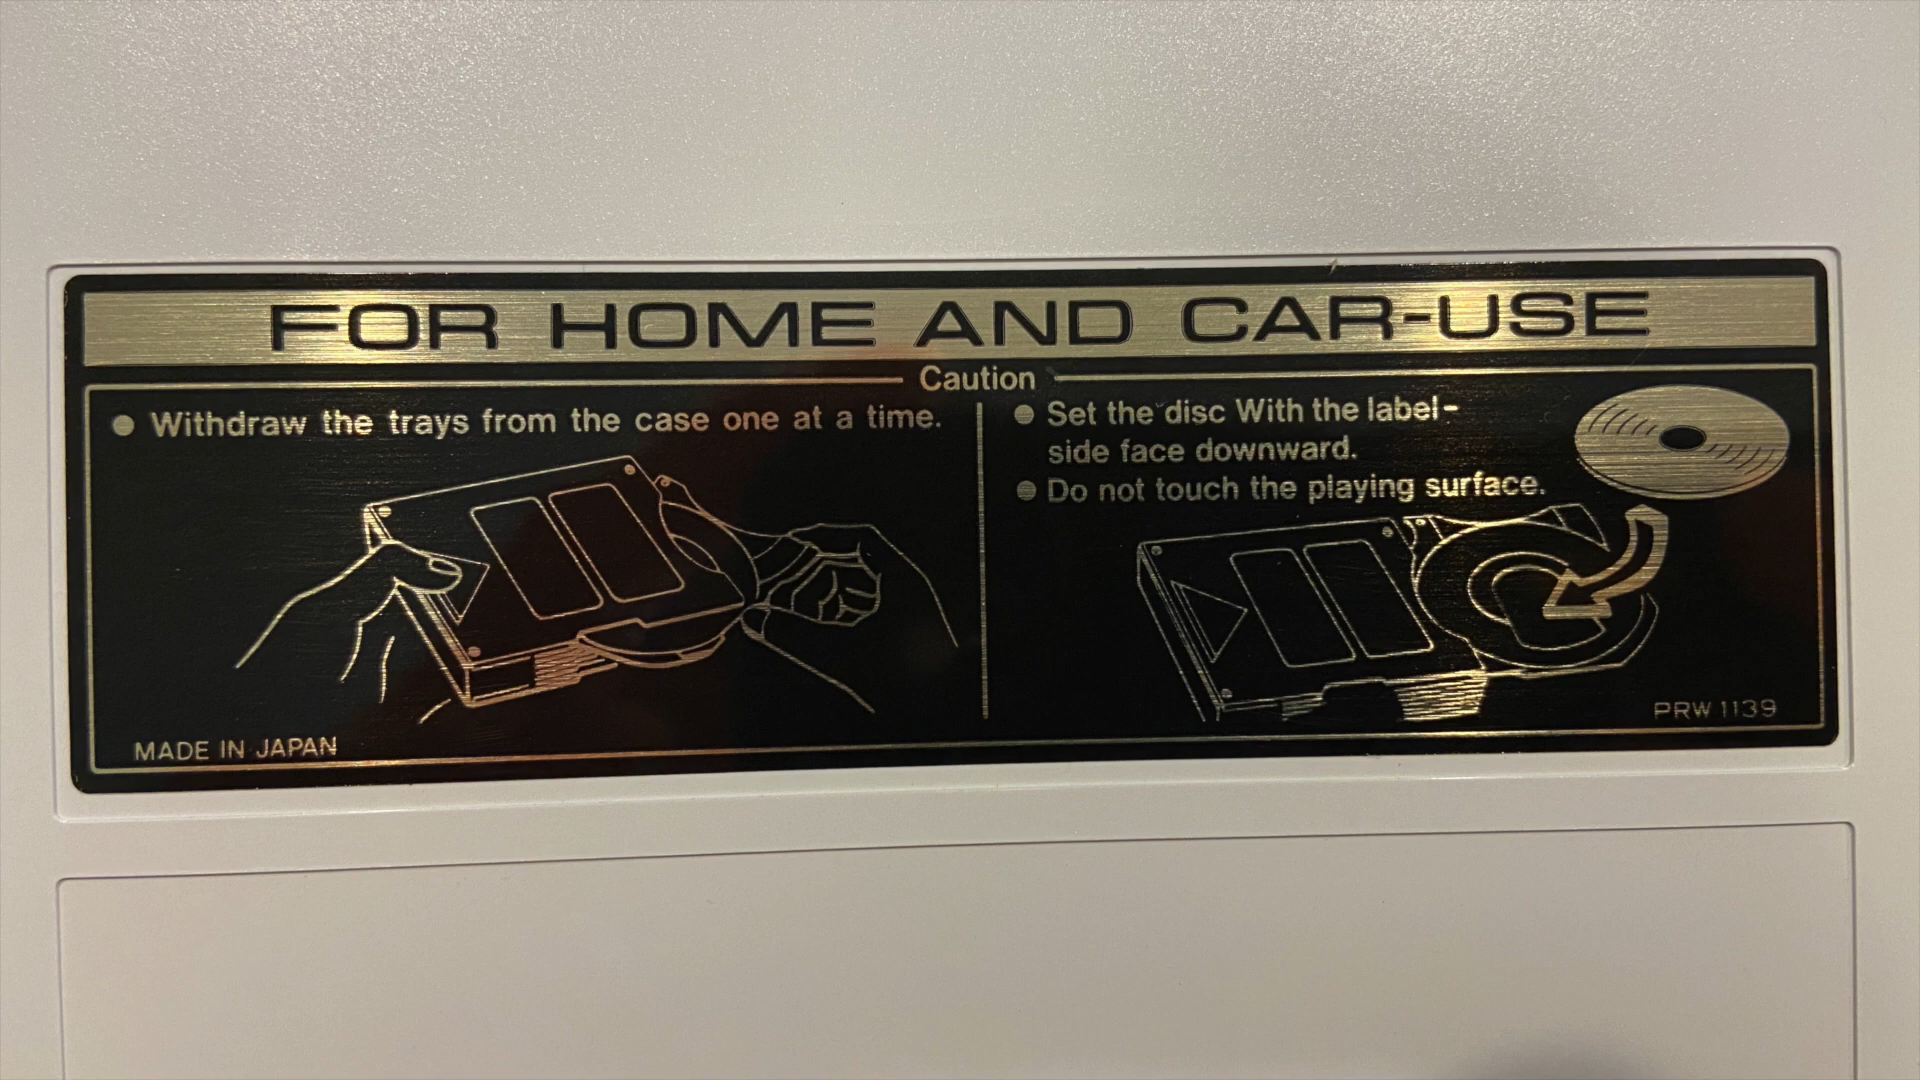 FOR HOME AND CAR-USE
Caution
● Withdraw the trays from the case one at a time.
● Set the disc With the label-
side face downward.
● Do not touch the playing surface.
PRW 1139
MADE IN JAPAN